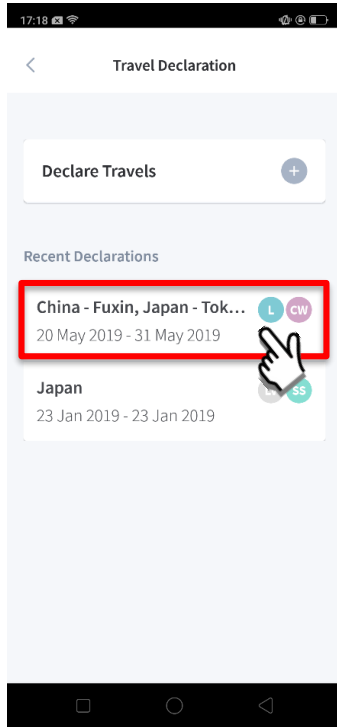 17:18
Travel Declaration
Declare Travels
Recent Declarations
China - Fuxin, Japan - Tok...
L CW
20 May 2019 - 31 May 2019
Japan
SS
23 Jan 2019 - 23 Jan 2019